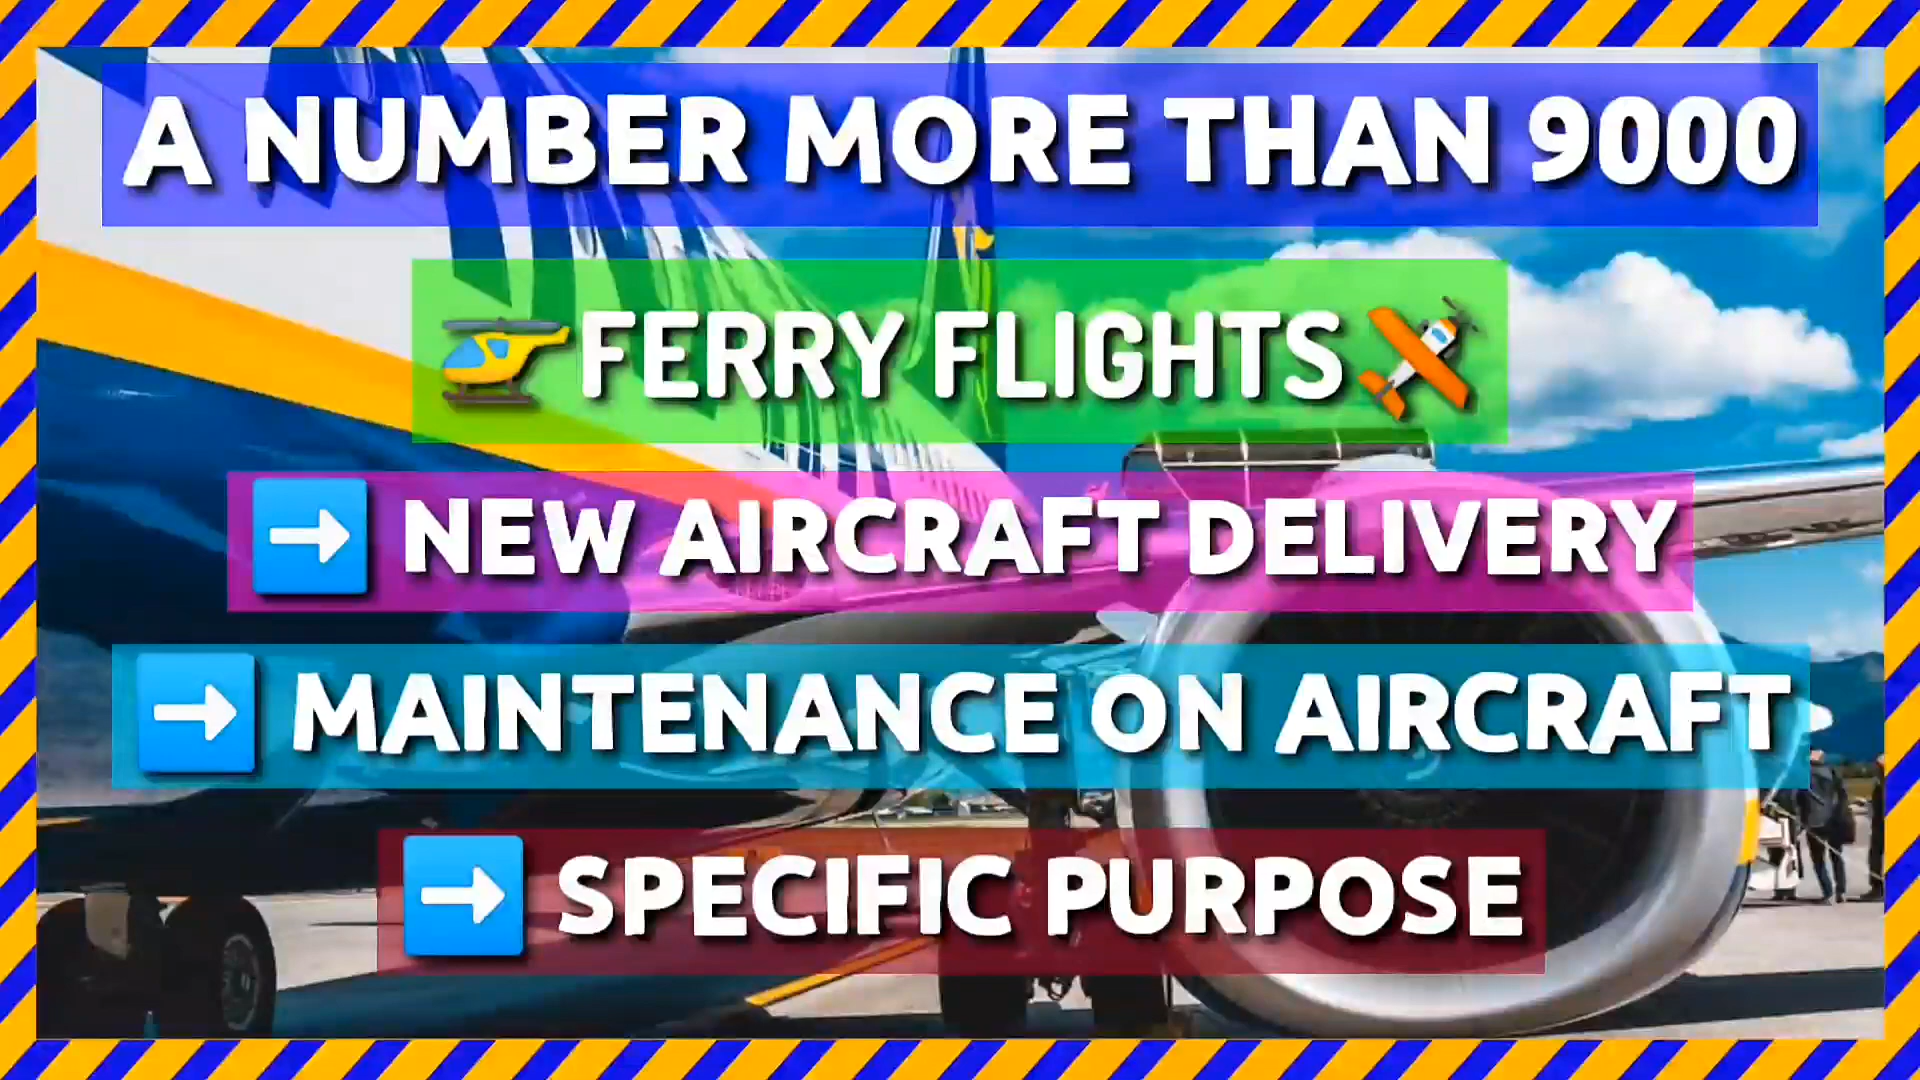 A NUMBER MORE THAN 9000
FERRY FLIGHTS
NEW AIRCRAFT DELIVERY
MAINTENANCE ON AIRCRAFT
SPECIFIC PURPOSE